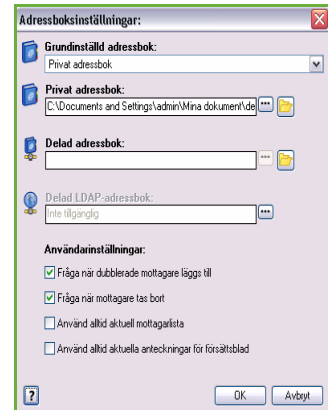 Adressboksinställningar:
Grundinställd adressbok:
Privat adressbok
Privat adressbok:
C:\Documents and Settings\admin\Mina dokument\de
Delad adressbok:
Delad LDAP-adressbok:
Inte tillgänglig
Användarinställningar:
Fråga när dubblerade mottagare läggs till
Fråga när mottagare tas bort
Använd alltid aktuell mottagarlista
Använd alltid aktuella anteckningar för försättsblad
? OK Avbryt